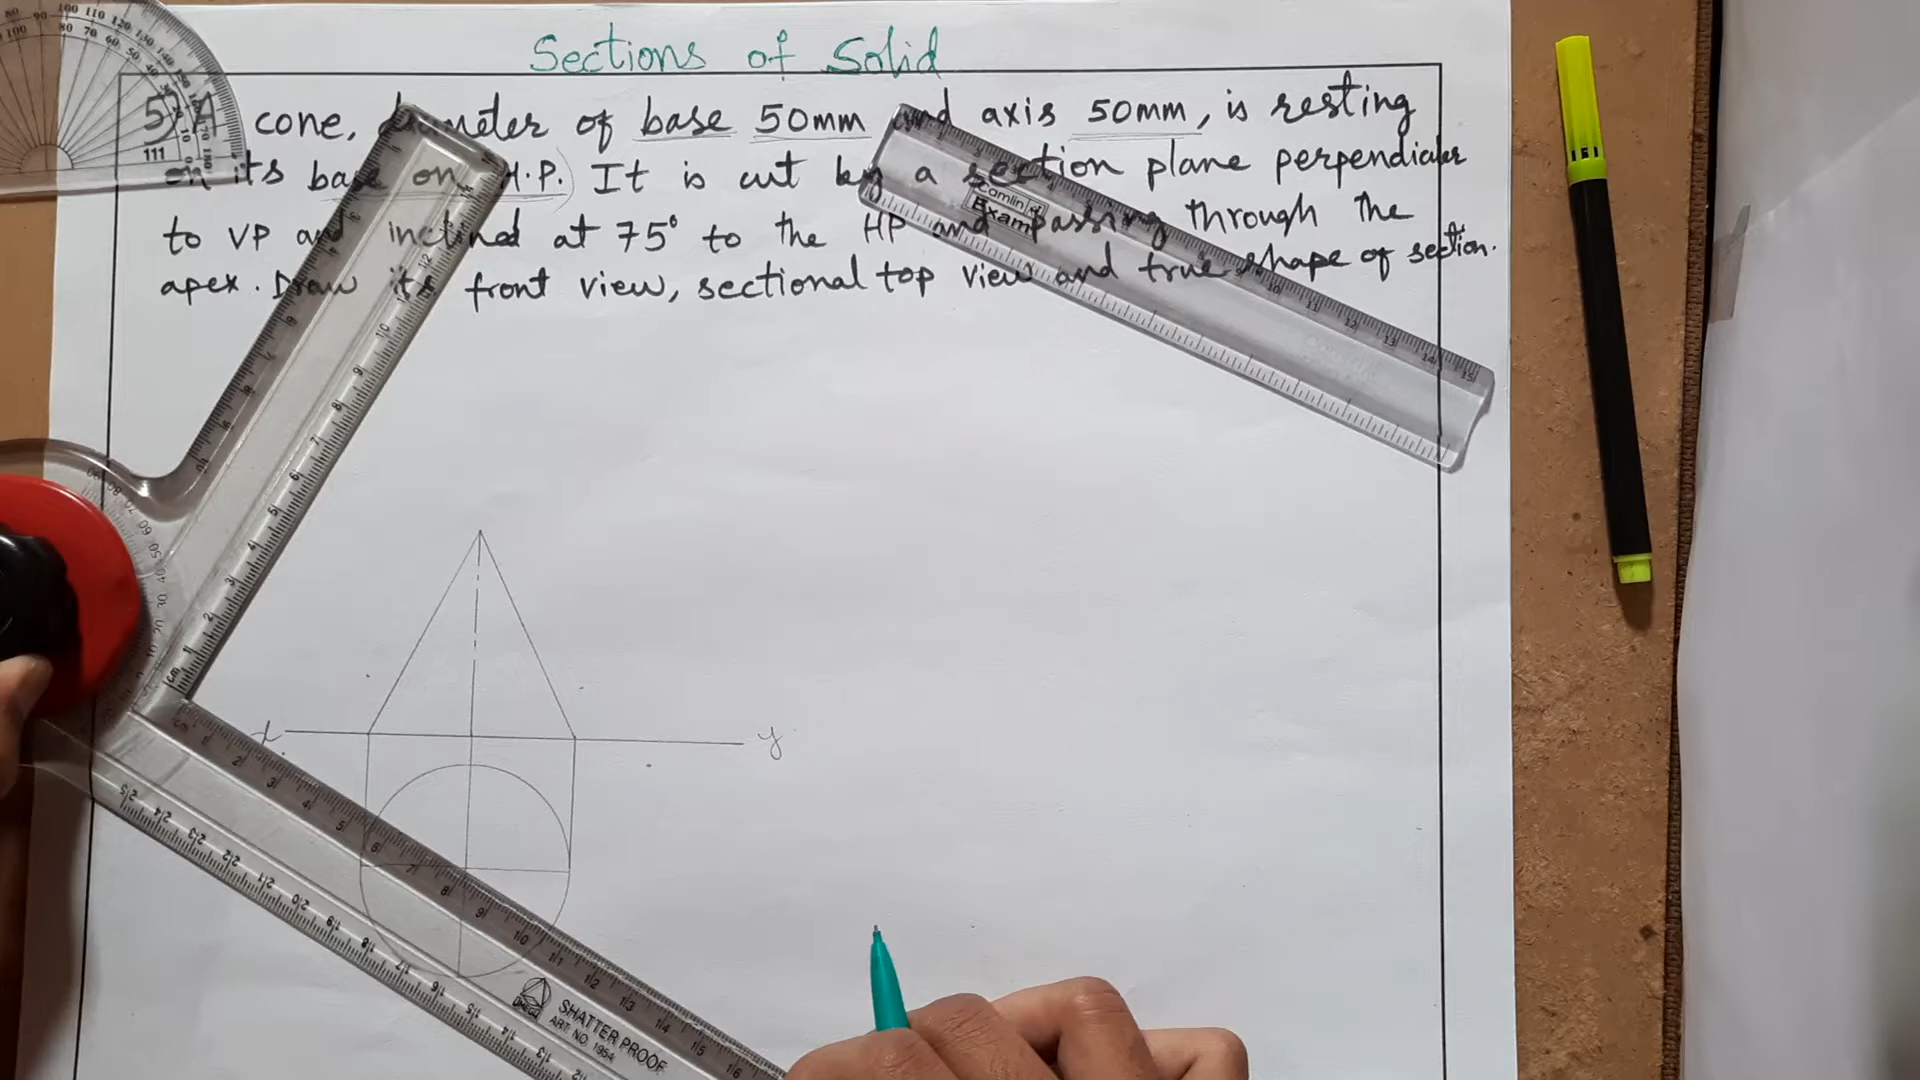 Sections of Solid
5. A cone, diameter of base 50mm and axis 50mm, is resting
on its base on H.P. It is cut by a section plane perpendicular
to VP and inclined at 75° to the HP and passing through the
apex. Draw its front view, sectional top view and true shape of section.
Camlin
Exam
x y
OMEGA
SHATTER PROOF
ART. NO. 1954
111